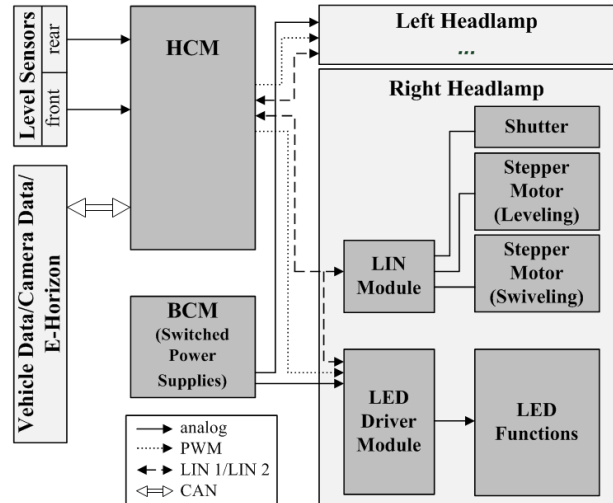 Level Sensors
rear
front
HCM
Left Headlamp
...
Right Headlamp
Shutter
Stepper
Motor
(Leveling)
Stepper
Motor
(Swiveling)
LIN
Module
Vehicle Data/Camera Data/
E-Horizon
BCM
(Switched
Power
Supplies)
LED
Driver
Module
LED
Functions
analog
PWM
LIN 1/LIN 2
CAN